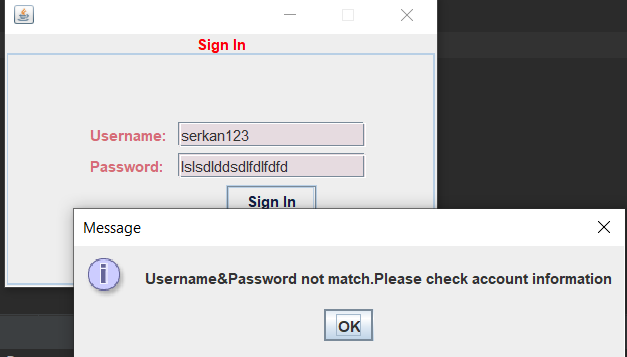 Sign In
Username: serkan123
Password: lslsdlddsdlfdlfdfd
Sign In
Message
i
Username&Password not match.Please check account information
OK